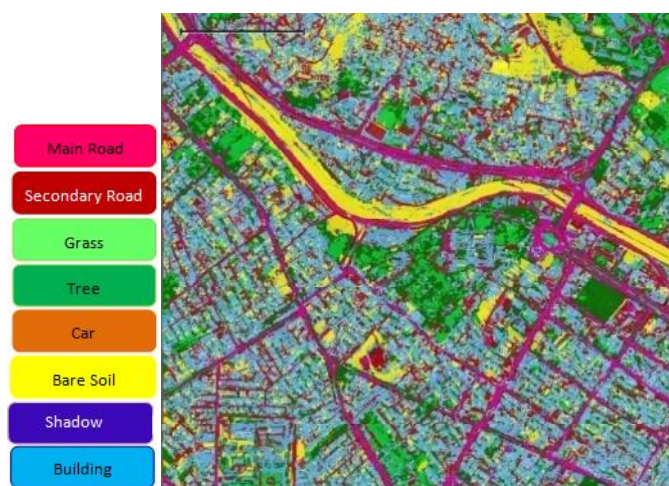 Main Road
Secondary Road
Grass
Tree
Car
Bare Soil
Shadow
Building